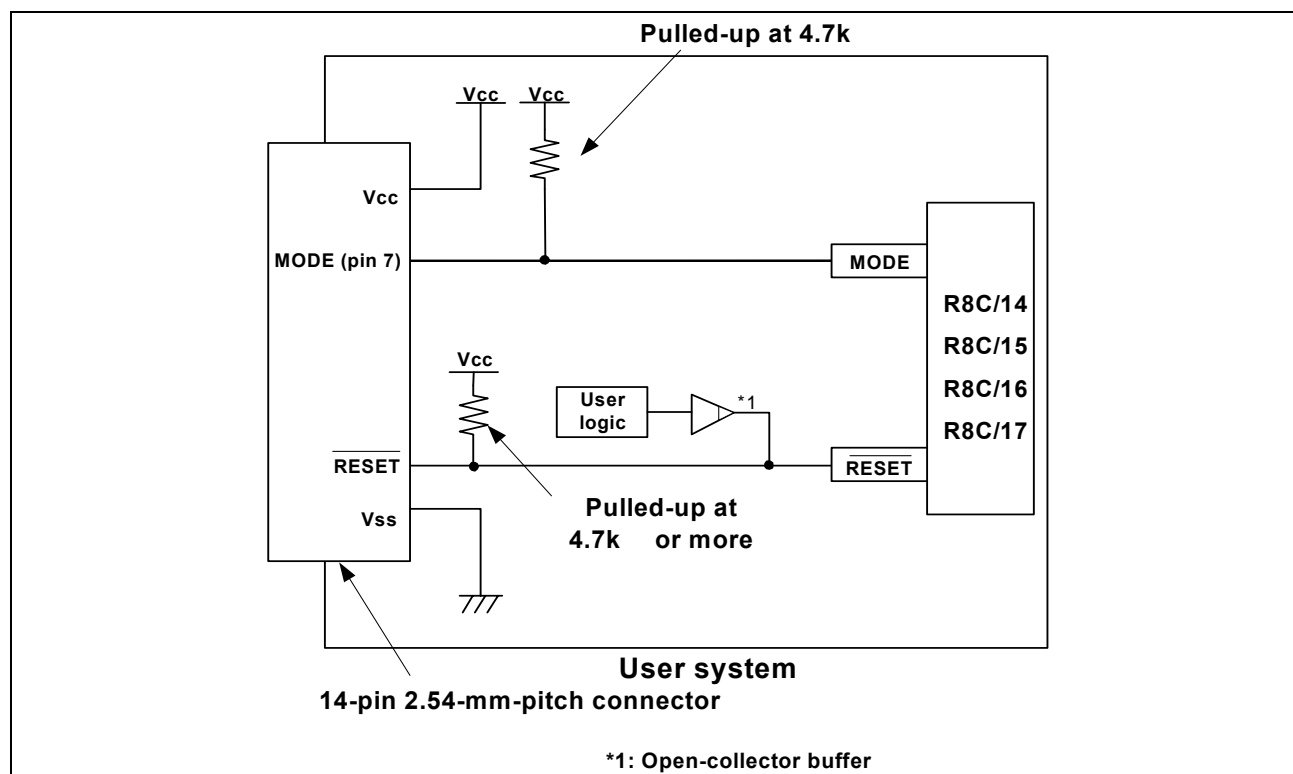 Pulled-up at 4.7k
Vcc
Vcc
Vcc
MODE (pin 7)
MODE
R8C/14
R8C/15
R8C/16
R8C/17
Vcc
User
logic
*1
RESET
RESET
Vss
Pulled-up at
4.7k or more
User system
14-pin 2.54-mm-pitch connector
*1: Open-collector buffer